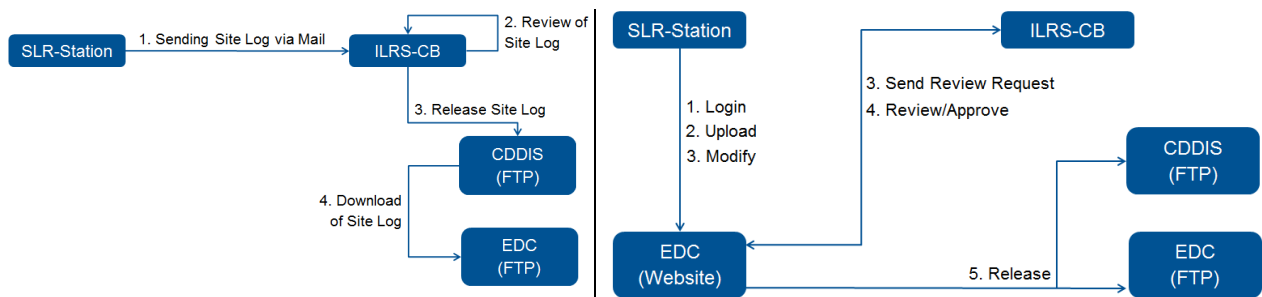 SLR-Station
1. Sending Site Log via Mail
ILRS-CB
2. Review of
Site Log
3. Release Site Log
CDDIS
(FTP)
4. Download
of Site Log
EDC
(FTP)
SLR-Station
ILRS-CB
1. Login
2. Upload
3. Modify
3. Send Review Request
4. Review/Approve
EDC
(Website)
5. Release
CDDIS
(FTP)
EDC
(FTP)